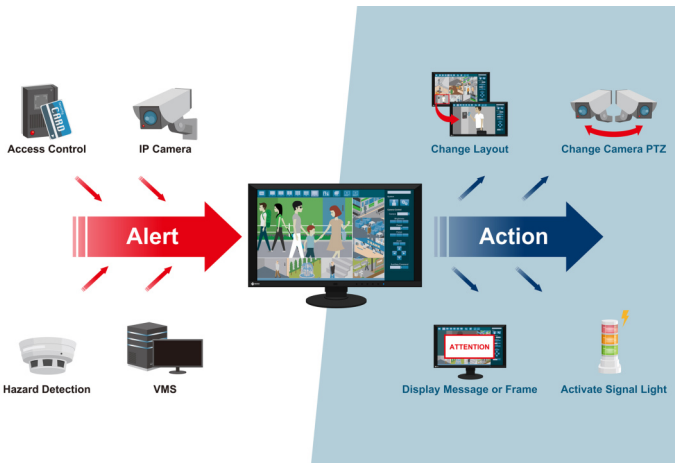 CARD
Access Control
IP Camera
Change Layout
Change Camera PTZ
Alert
Action
ATTENTION
Hazard Detection
VMS
Display Message or Frame
Activate Signal Light